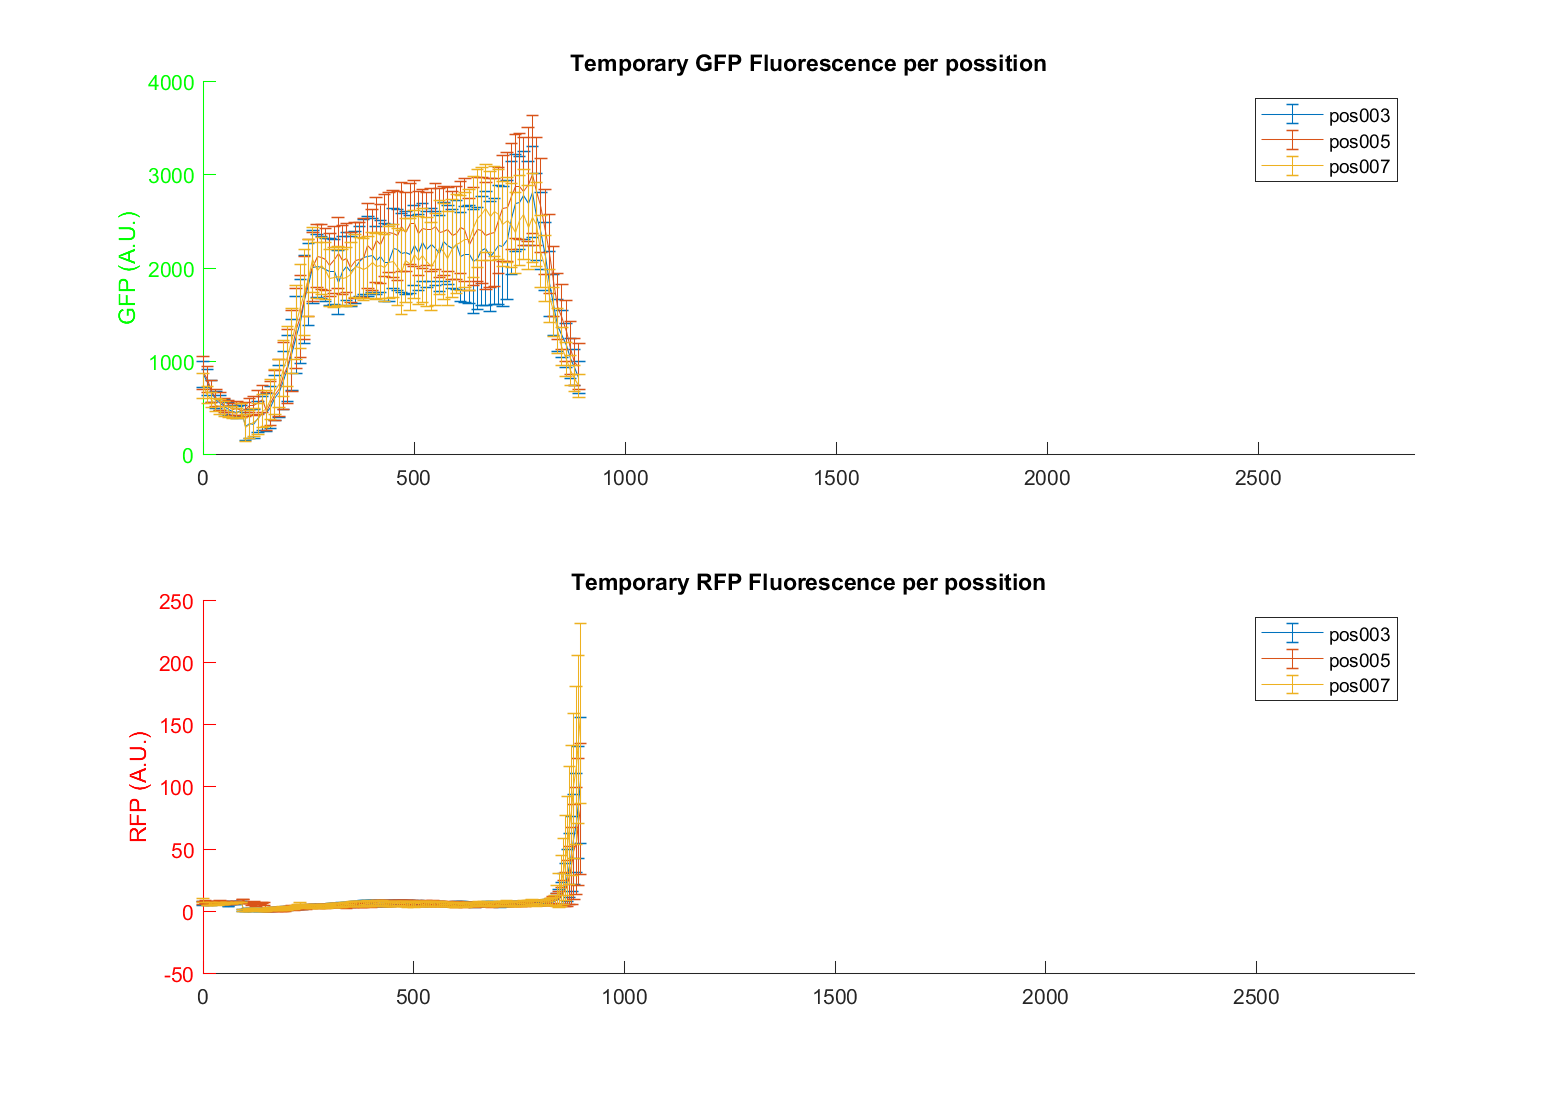 Temporary GFP Fluorescence per possition
4000
3000
2000
1000
0
GFP (A.U.)
pos003
pos005
pos007
0 500 1000 1500 2000 2500
Temporary RFP Fluorescence per possition
250
200
150
100
50
0
-50
RFP (A.U.)
pos003
pos005
pos007
0 500 1000 1500 2000 2500